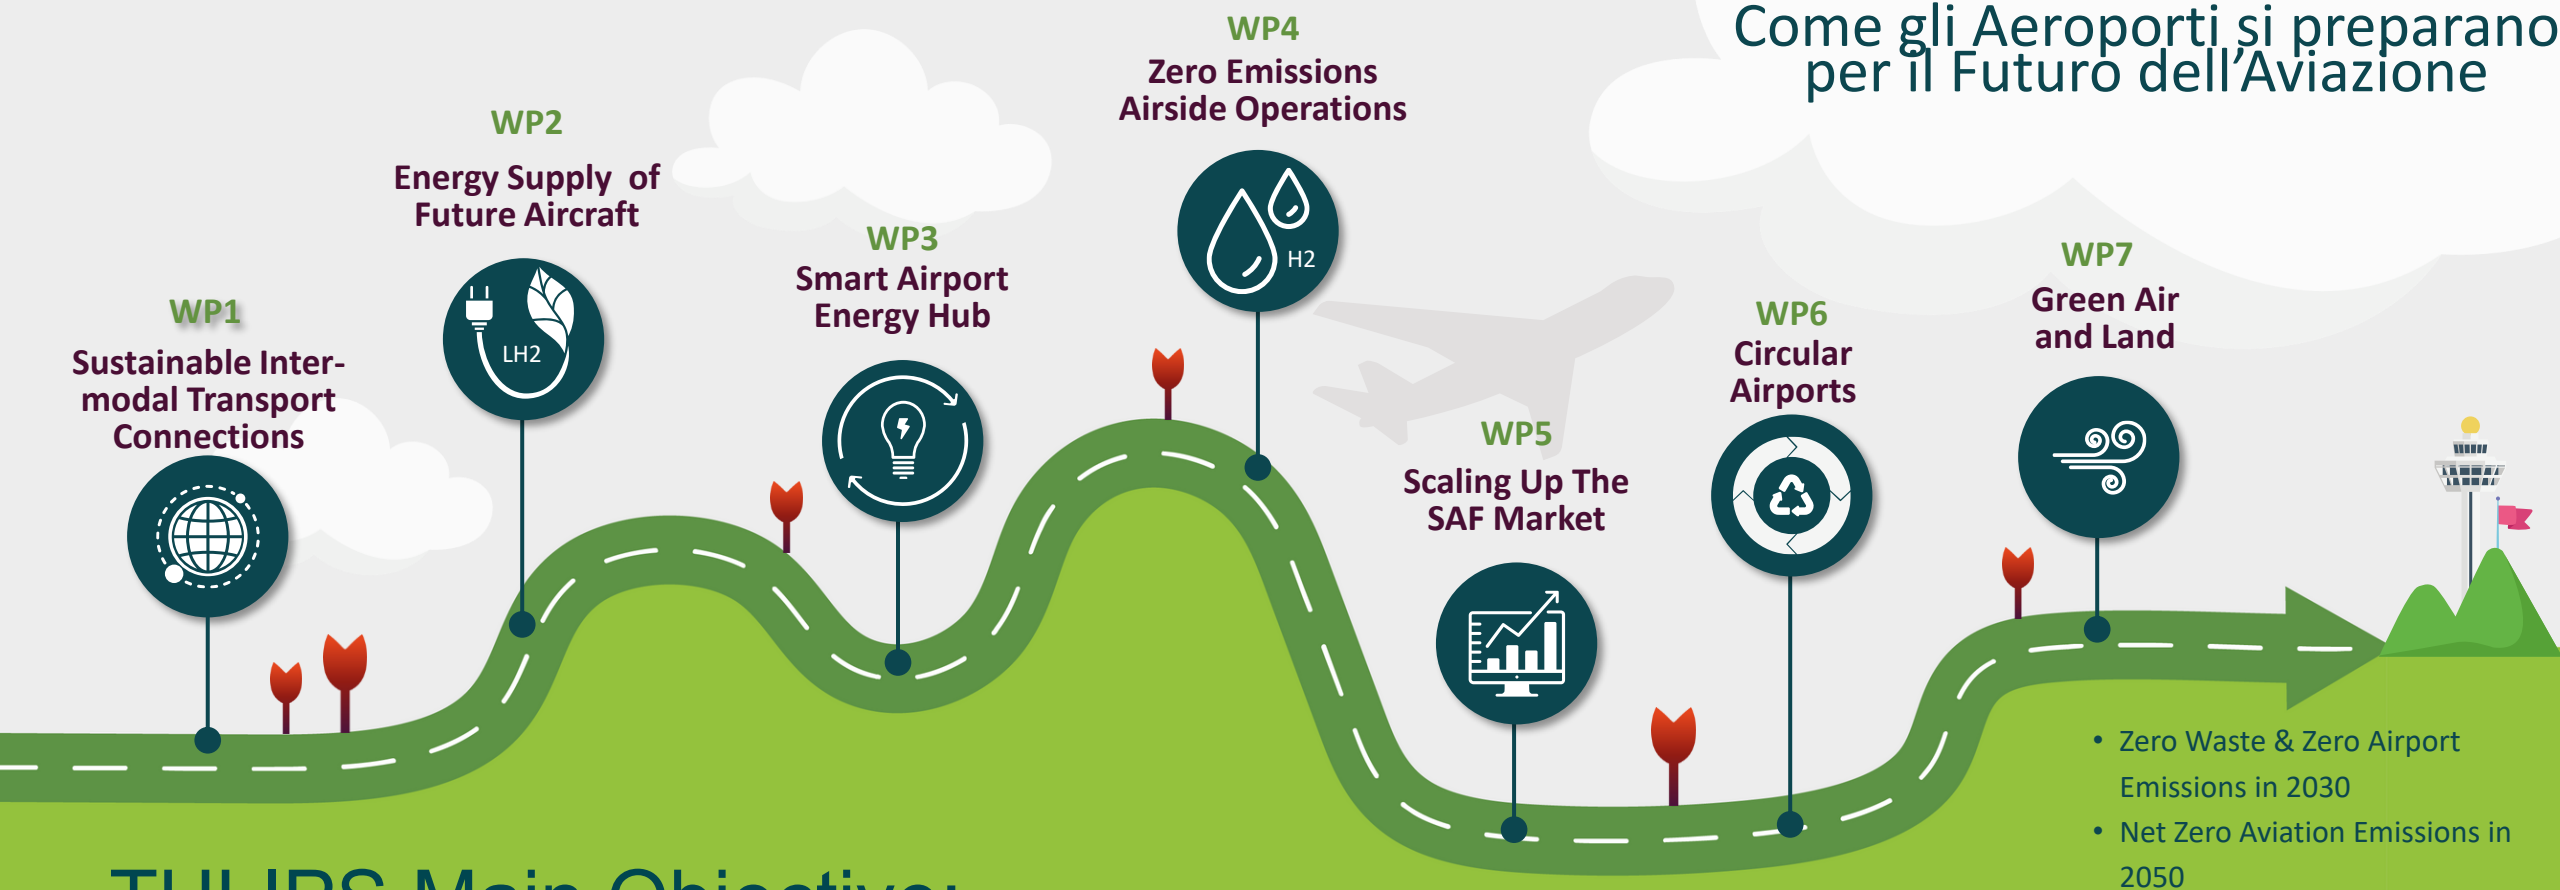 Come gli Aeroporti si preparano
per il Futuro dell'Aviazione
WP1
Sustainable Inter-
modal Transport
Connections
WP2
Energy Supply of
Future Aircraft
LH2
WP3
Smart Airport
Energy Hub
WP4
Zero Emissions
Airside Operations
H2
WP5
Scaling Up The
SAF Market
WP6
Circular
Airports
WP7
Green Air
and Land
• Zero Waste & Zero Airport
Emissions in 2030
• Net Zero Aviation Emissions in
2050
Main Objective: